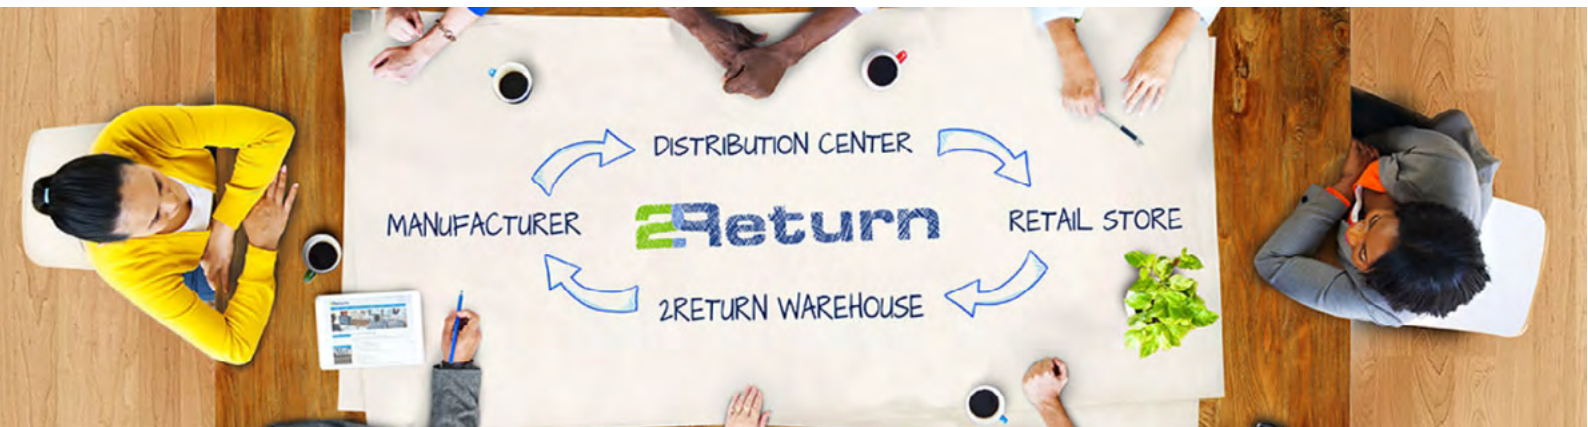 DISTRIBUTION CENTER
MANUFACTURER
2Return
RETAIL STORE
2RETURN WAREHOUSE